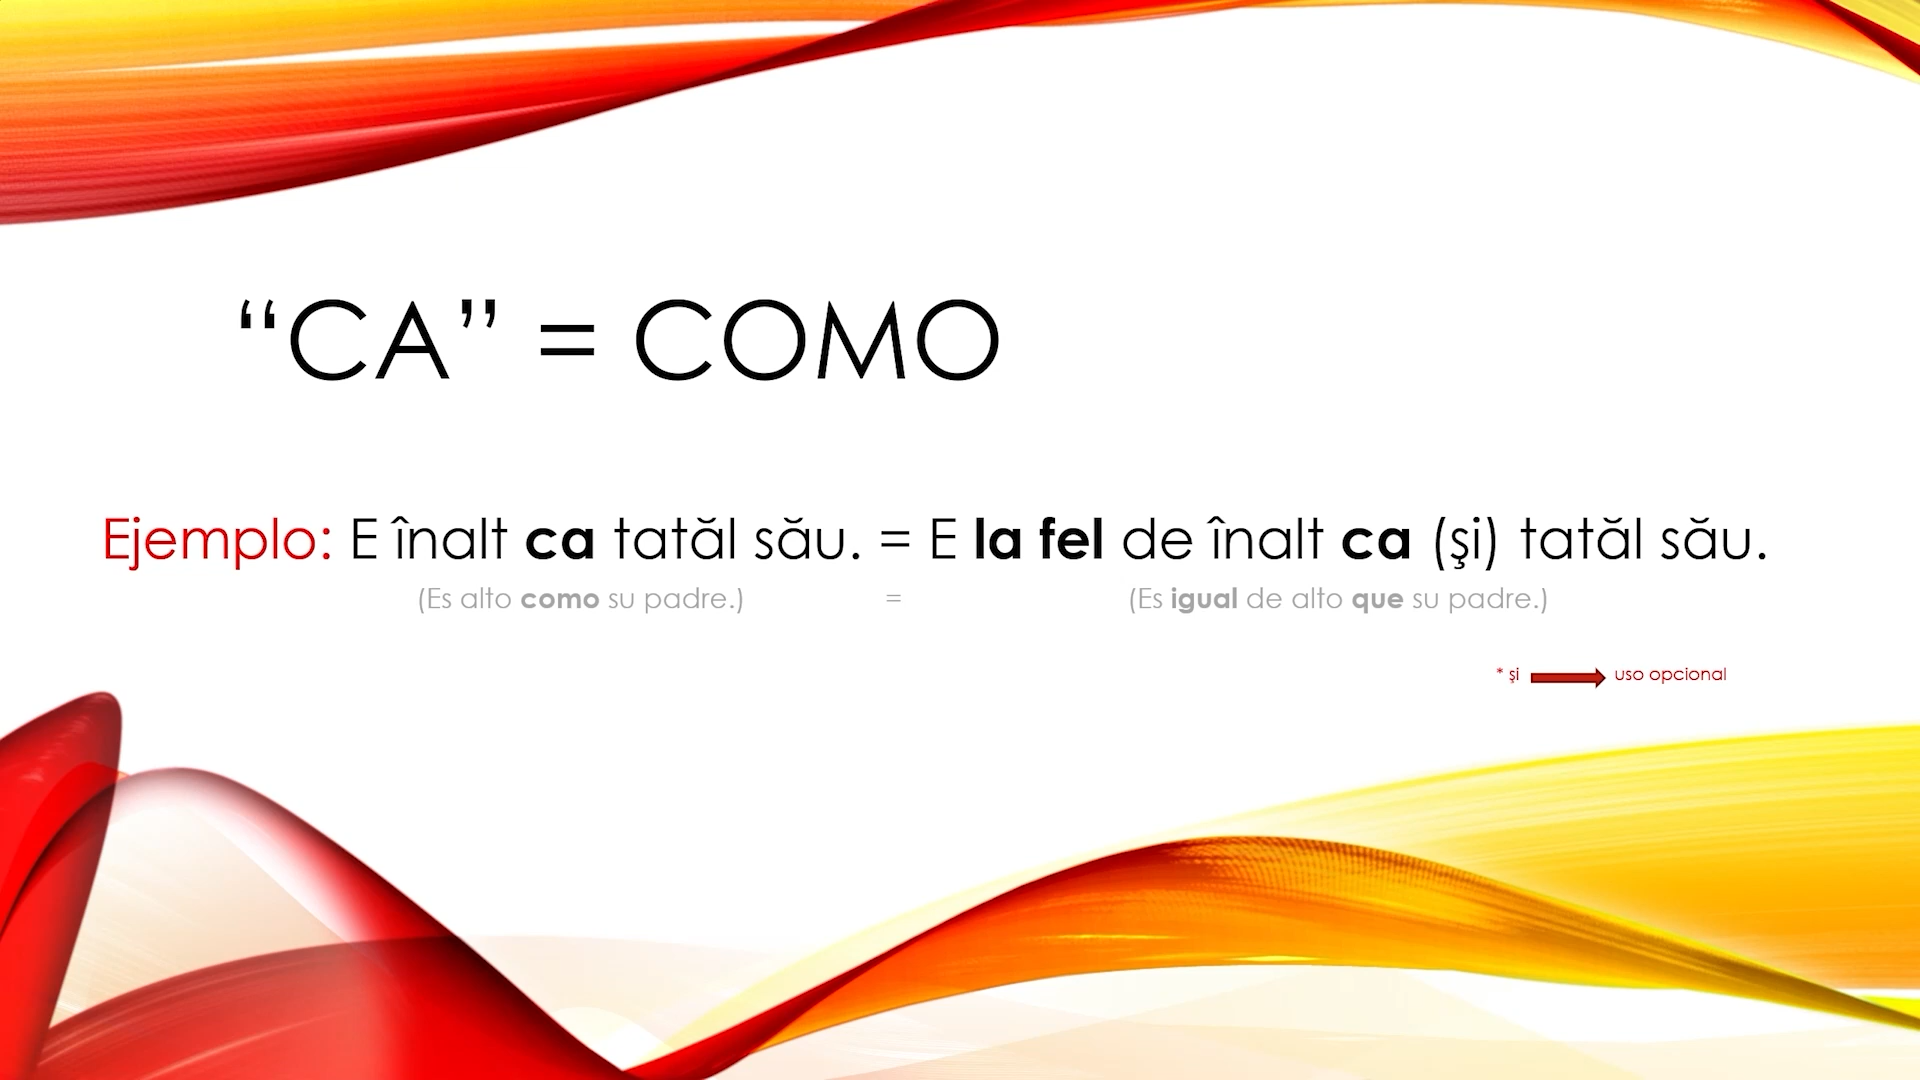 “CA” = COMO
Ejemplo: E înalt ca tatăl său. = E la fel de înalt ca (şi) tatăl său.
(Es alto como su padre.) = (Es igual de alto que su padre.)
* şi uso opcional